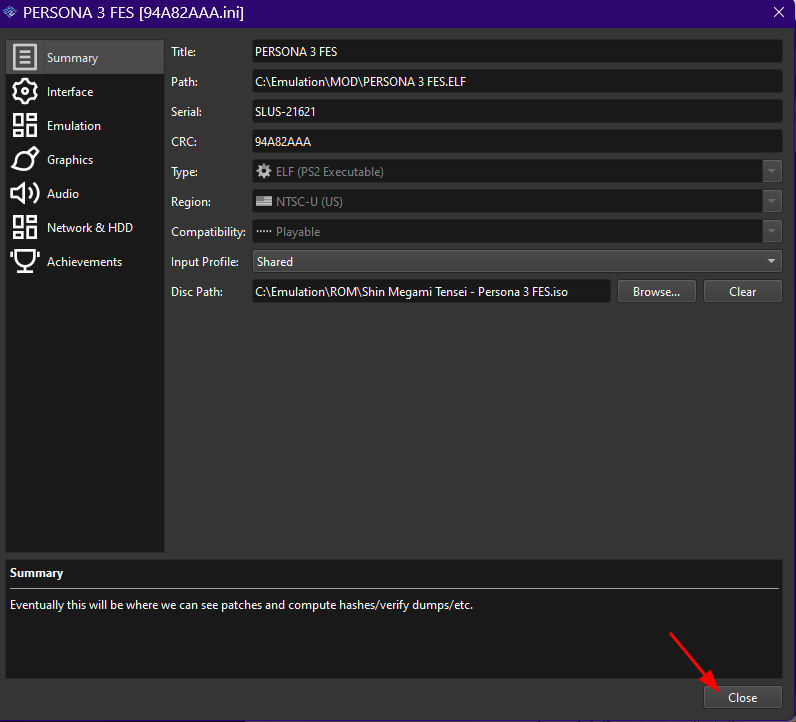 PERSONA 3 FES [94A82AAA.ini]
Summary
Interface
Emulation
Graphics
Audio
Network & HDD
Achievements
Title: PERSONA 3 FES
Path: C:\Emulation\MOD\PERSONA 3 FES.ELF
Serial: SLUS-21621
CRC: 94A82AAA
Type: ELF (PS2 Executable)
Region: NTSC-U (US)
Compatibility: Playable
Input Profile: Shared
Disc Path: C:\Emulation\ROM\Shin Megami Tensei - Persona 3 FES.iso Browse... Clear
Summary
Eventually this will be where we can see patches and compute hashes/verify dumps/etc.
Close